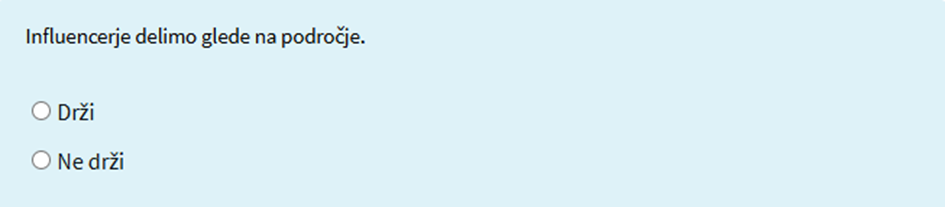 Influencerje delimo glede na področje.
Drži
Ne drži